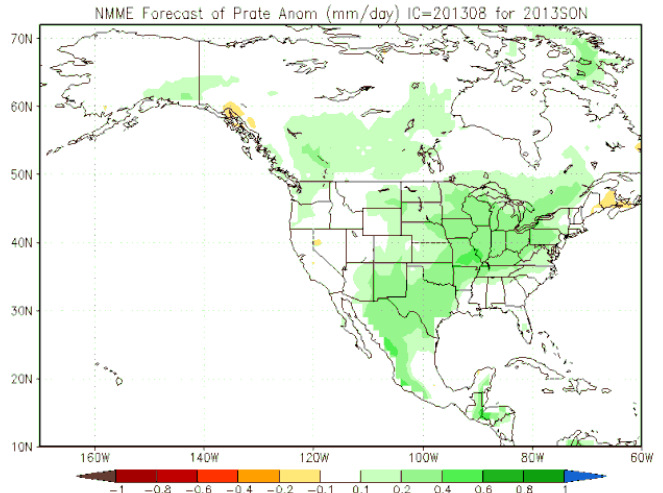 NMME Forecast of Prate Anom (mm/day) IC=201308 for 2013SON
70N
60N
50N
40N
30N
20N
10N
160W 140W 120W 100W 80W 60W
-1 -0.8 -0.6 -0.4 -0.2 -0.1 0.1 0.2 0.4 0.6 0.8 1